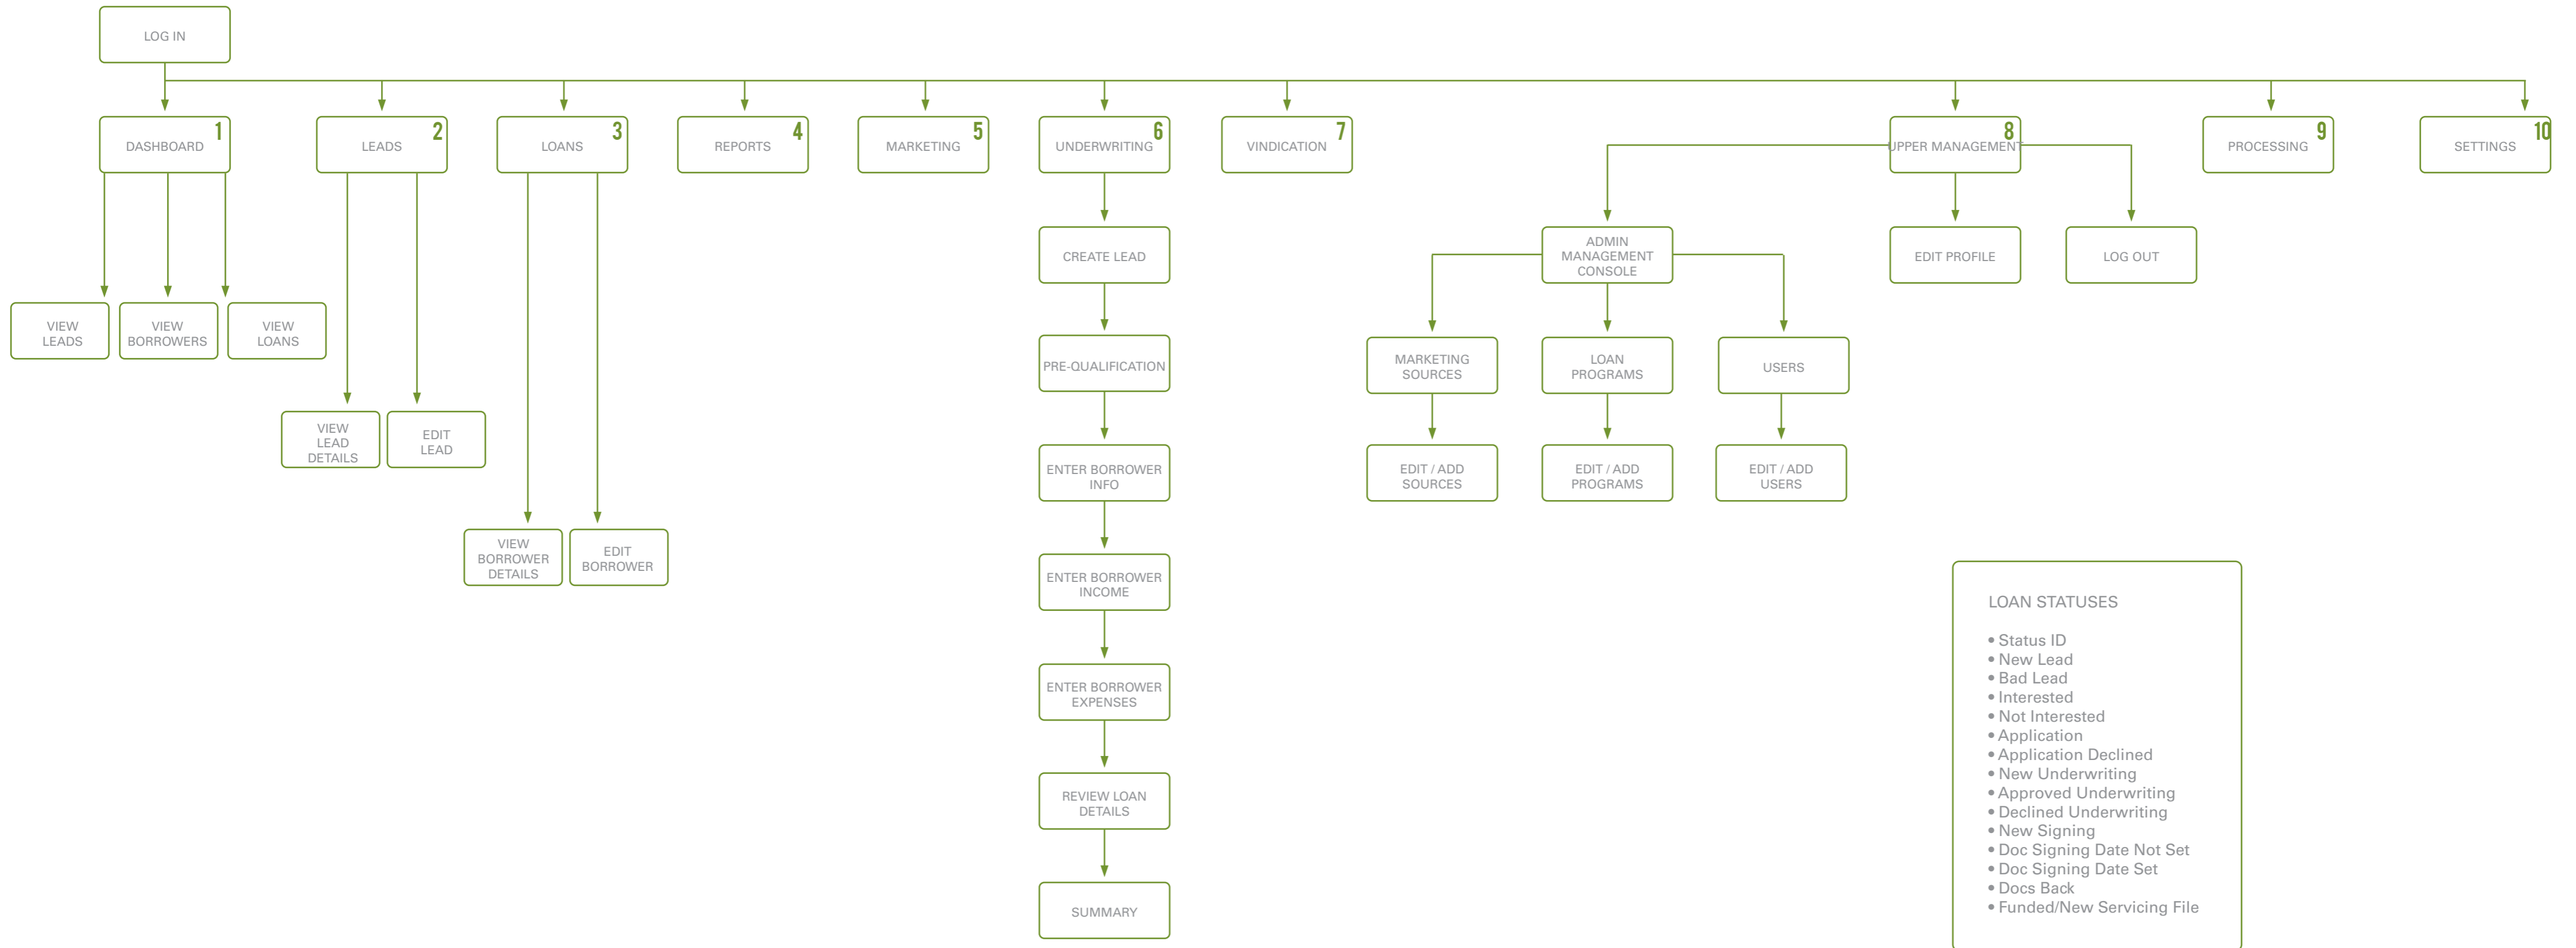 LOG IN
DASHBOARD
1
LEADS
2
LOANS
3
REPORTS
4
MARKETING
5
UNDERWRITING
6
VINDICATION
7
UPPER MANAGEMENT
8
PROCESSING
9
SETTINGS
10
VIEW
LEADS
VIEW
BORROWERS
VIEW
LOANS
VIEW
LEAD
DETAILS
EDIT
LEAD
VIEW
BORROWER
DETAILS
EDIT
BORROWER
CREATE LEAD
PRE-QUALIFICATION
ENTER BORROWER
INFO
ENTER BORROWER
INCOME
ENTER BORROWER
EXPENSES
REVIEW LOAN
DETAILS
SUMMARY
ADMIN
MANAGEMENT
CONSOLE
EDIT PROFILE
LOG OUT
MARKETING
SOURCES
LOAN
PROGRAMS
USERS
EDIT / ADD
SOURCES
EDIT / ADD
PROGRAMS
EDIT / ADD
USERS
LOAN STATUSES
• Status ID
• New Lead
• Bad Lead
• Interested
• Not Interested
• Application
• Application Declined
• New Underwriting
• Approved Underwriting
• Declined Underwriting
• New Signing
• Doc Signing Date Not Set
• Doc Signing Date Set
• Docs Back
• Funded/New Servicing File